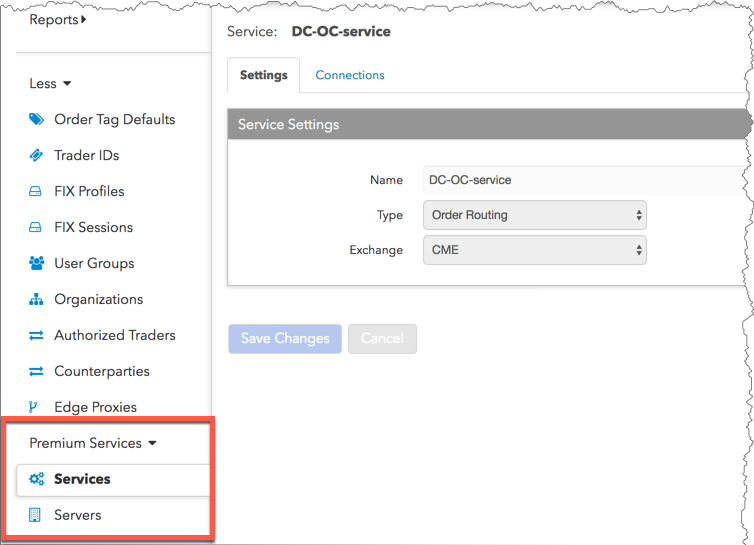 Reports
Less
Order Tag Defaults
Trader IDs
FIX Profiles
FIX Sessions
User Groups
Organizations
Authorized Traders
Counterparties
Edge Proxies
Premium Services
Services
Servers
Service: DC-OC-service
Settings Connections
Service Settings
Name DC-OC-service
Type Order Routing
Exchange CME
Save Changes Cancel